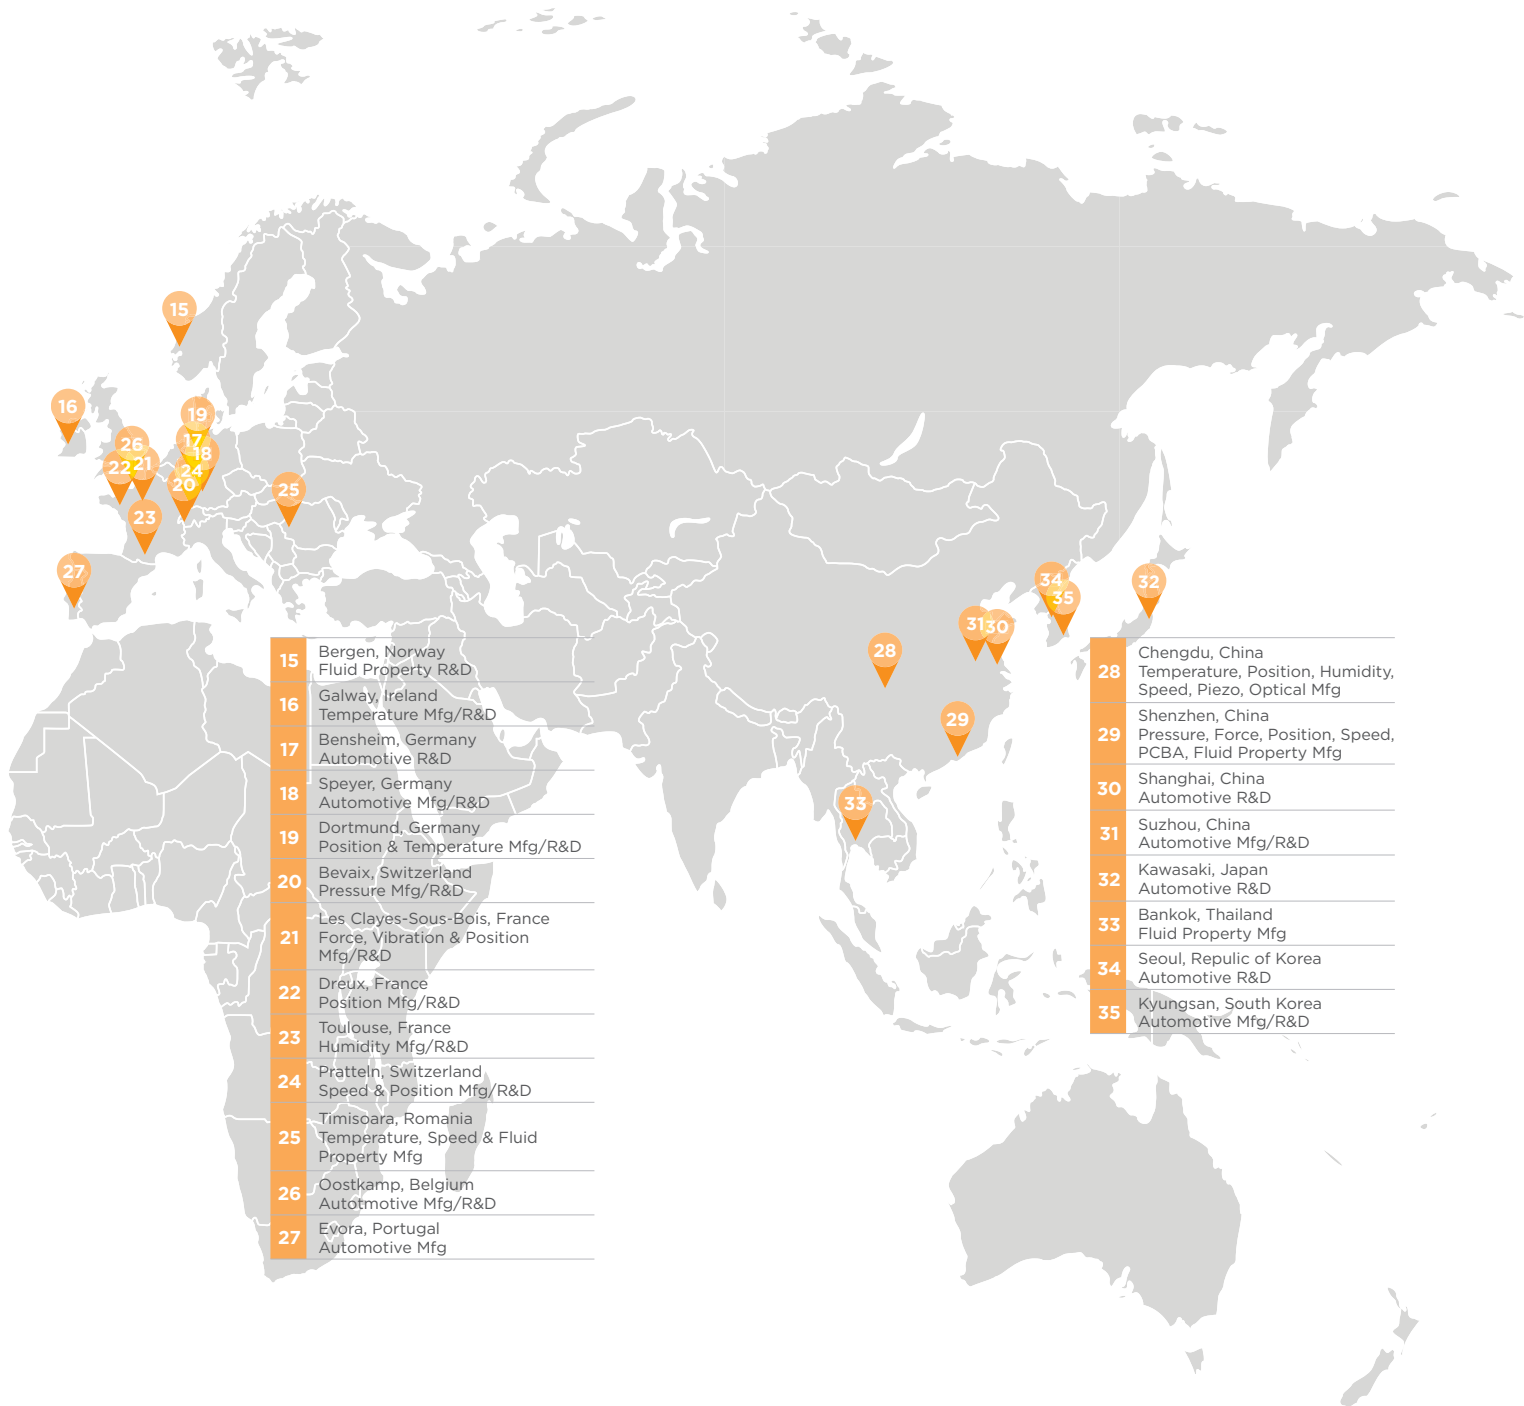 15
16
19
26
17
18
22
21
24
20
25
23
27
34
35
32
31
30
28
29
33
15
Bergen, Norway
Fluid Property R&D
16
Galway, Ireland
Temperature Mfg/R&D
17
Bensheim, Germany
Automotive R&D
18
Speyer, Germany
Automotive Mfg/R&D
19
Dortmund, Germany
Position & Temperature Mfg/R&D
20
Bevaix, Switzerland
Pressure Mfg/R&D
21
Les Clayes-Sous-Bois, France
Force, Vibration & Position
Mfg/R&D
22
Dreux, France
Position Mfg/R&D
23
Toulouse, France
Humidity Mfg/R&D
24
Pratteln, Switzerland
Speed & Position Mfg/R&D
25
Timisoara, Romania
Temperature, Speed & Fluid
Property Mfg
26
Oostkamp, Belgium
Autotmotive Mfg/R&D
27
Evora, Portugal
Automotive Mfg
28
Chengdu, China
Temperature, Position, Humidity,
Speed, Piezo, Optical Mfg
29
Shenzhen, China
Pressure, Force, Position, Speed,
PCBA, Fluid Property Mfg
30
Shanghai, China
Automotive R&D
31
Suzhou, China
Automotive Mfg/R&D
32
Kawasaki, Japan
Automotive R&D
33
Bankok, Thailand
Fluid Property Mfg
34
Seoul, Republic of Korea
Automotive R&D
35
Kyungsan, South Korea
Automotive Mfg/R&D